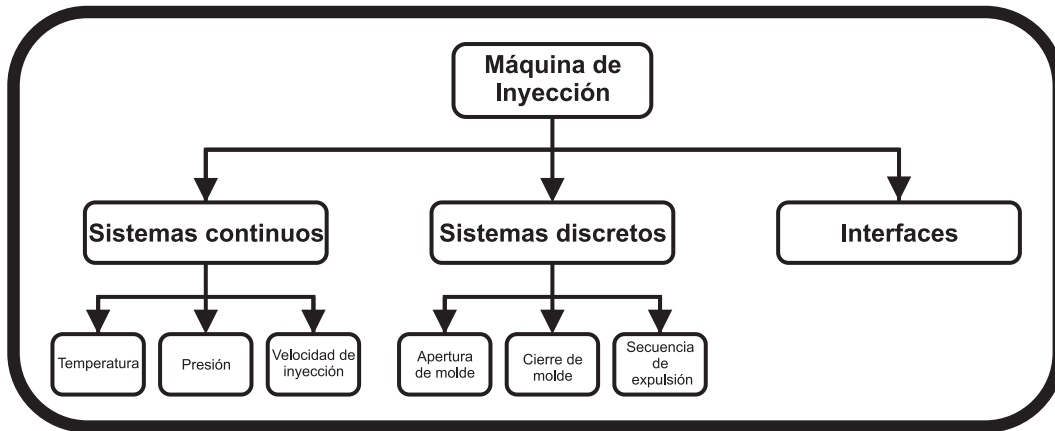 Máquina de
Inyección
Sistemas continuos
Sistemas discretos
Interfaces
Temperatura
Presión
Velocidad de
inyección
Apertura
de molde
Cierre de
molde
Secuencia
de
expulsión